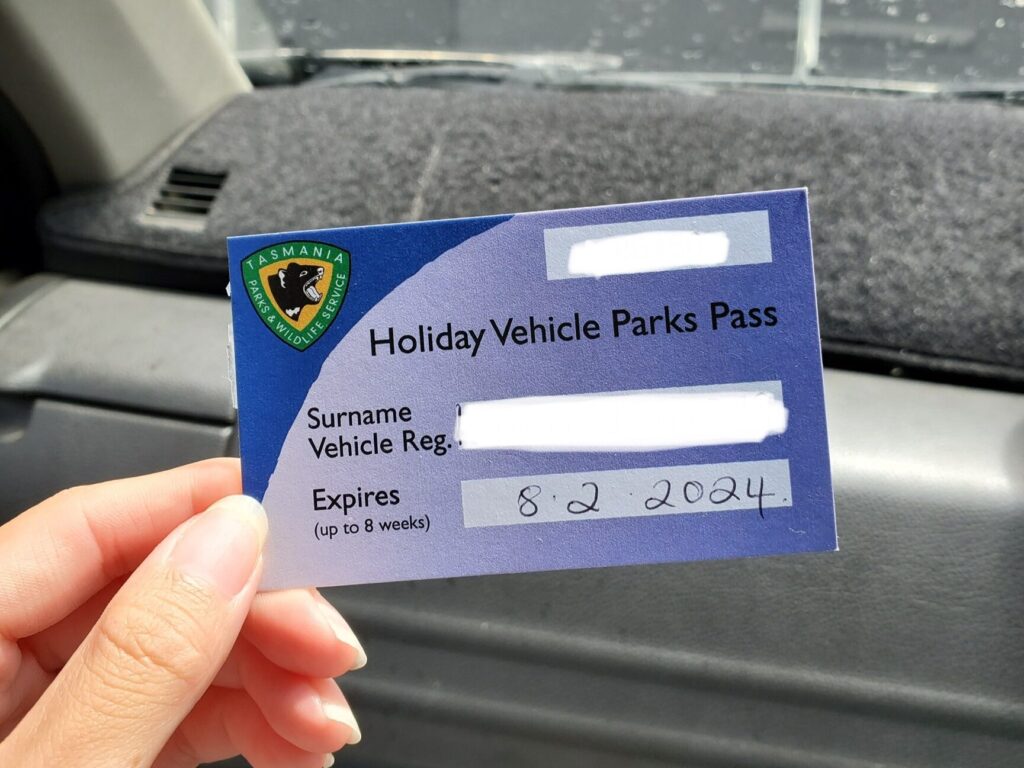 TASMANIA
PARKS & WILDLIFE SERVICE
Holiday Vehicle Parks Pass
Surname
Vehicle Reg.
Expires 8.2.2024.
(up to 8 weeks)